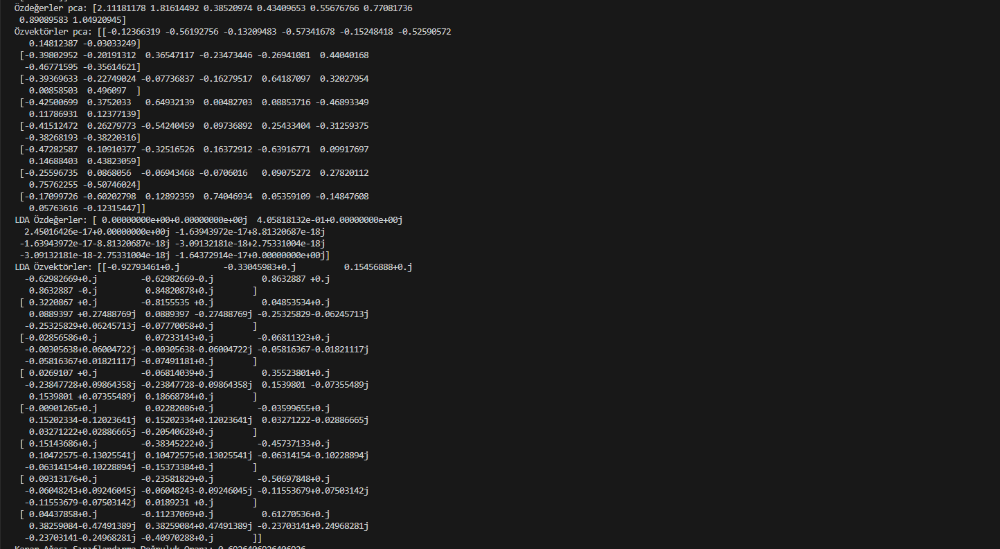 Özdeğerler pca: [2.11181178 1.81614492 0.38520974 0.43409653 0.55676766 0.77081736
0.89089583 1.04920945]
Özvektörler pca: [[-0.12366319 -0.56192756 -0.13209483 -0.57341678 -0.15248418 -0.52590572
0.14812387 -0.03033249]
[-0.39802952 -0.20191312 0.36547117 -0.23473446 -0.26941081 0.44040168
-0.46771595 -0.35614621]
[-0.39369633 -0.22749024 -0.07736837 -0.16279517 0.64187097 0.32027954
0.00858503 0.496097 ]
[-0.42500699 0.3752033 0.64932139 0.00482703 0.08853716 -0.46893349
0.11786931 0.12377139]
[-0.41512472 0.26279773 -0.54240459 0.09736892 0.25433404 -0.31259375
-0.38268193 -0.38220316]
[-0.47282587 0.10910377 -0.32516526 0.16372912 -0.63916771 0.09917697
0.14688403 0.43823059]
[-0.25596735 0.0868056 -0.06943468 -0.0706016 0.09075272 0.27820112
0.75762255 -0.50746024]
[-0.17099726 -0.60202798 0.12892359 0.74046934 0.05359109 -0.14847608
0.05763616 -0.12315447]]
LDA Özdeğerler: [ 0.00000000e+00+0.00000000e+00j 4.05818132e-01+0.00000000e+00j
2.45016426e-17+0.00000000e+00j -1.63943972e-17+8.81320687e-18j
-1.63943972e-17-8.81320687e-18j -3.09132181e-18+2.75331004e-18j
-3.09132181e-18-2.75331004e-18j -1.64372914e-17+0.00000000e+00j]
LDA Özvektörler: [[-0.92793461+0.j -0.33045983+0.j 0.15456888+0.j
-0.62982669+0.j -0.62982669-0.j 0.8632887 +0.j
0.8632887 -0.j 0.84820878+0.j ]
[ 0.3220867 +0.j -0.8155535 +0.j 0.04853534+0.j
0.0889397 +0.27488769j 0.0889397 -0.27488769j -0.25325829-0.06245713j
-0.25325829+0.06245713j -0.07770058+0.j ]
[-0.02856586+0.j 0.07233143+0.j -0.06811323+0.j
-0.00305638+0.06004722j -0.00305638-0.06004722j -0.05816367-0.01821117j
-0.05816367+0.01821117j -0.07491181+0.j ]
[ 0.0269107 +0.j -0.06814039+0.j 0.35523801+0.j
-0.23847728+0.09864358j -0.23847728-0.09864358j 0.1539801 -0.07355489j
0.1539801 +0.07355489j 0.18668784+0.j ]
[-0.00901265+0.j 0.02282086+0.j -0.03599655+0.j
0.15202334-0.12023641j 0.15202334+0.12023641j 0.03271222-0.02886665j
0.03271222+0.02886665j -0.20540628+0.j ]
[ 0.15143686+0.j -0.38345222+0.j -0.45737133+0.j
0.10472575-0.13025541j 0.10472575+0.13025541j -0.06314154-0.10228894j
-0.06314154+0.10228894j -0.15373384+0.j ]
[ 0.09313176+0.j -0.23581829+0.j -0.50697848+0.j
-0.06048243+0.09246045j -0.06048243-0.09246045j -0.11553679+0.07503142j
-0.11553679-0.07503142j 0.0189231 +0.j ]
[ 0.04437858+0.j -0.11237069+0.j 0.61270536+0.j
0.38259084-0.47491389j 0.38259084+0.47491389j -0.23703141+0.24968281j
-0.23703141-0.24968281j -0.40970288+0.j ]]
Karar Ağacı Sınıflandırma Doğruluk Oranı: